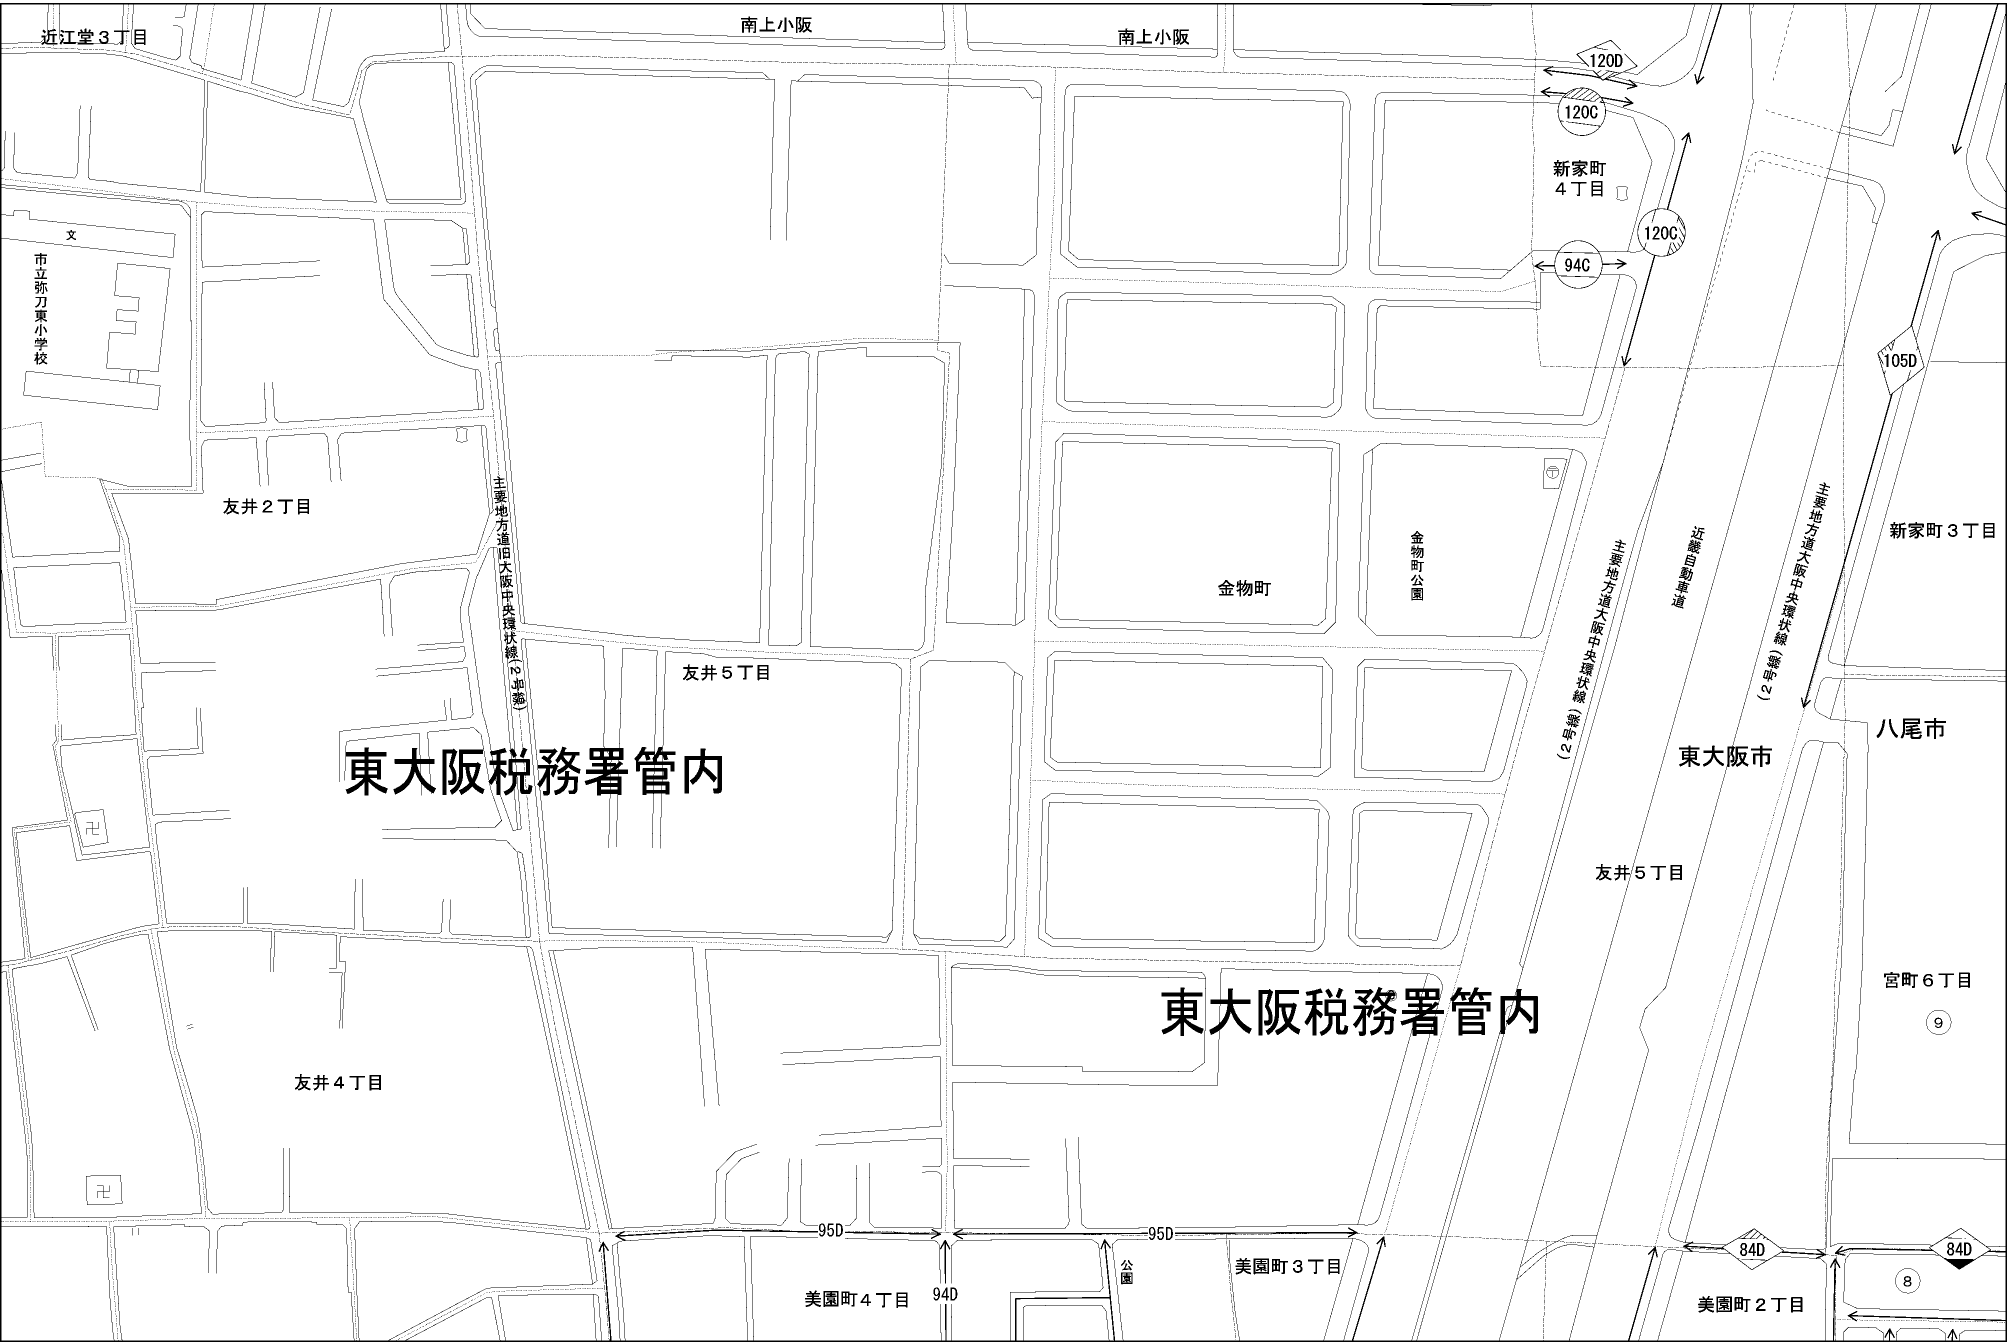 近江堂３丁目
南上小阪
南上小阪
120D
120C
新家町
４丁目
120C
94C
文
市立弥刀東小学校
105D
友井２丁目
主要地方道旧大阪中央環状線(２号線)
新家町３丁目
金物町公園
金物町
主要地方道大阪中央環状線
(２号線)
近畿自動車道
主要地方道大阪中央環状線
(２号線)
友井５丁目
八尾市
東大阪市
東大阪税務署管内
友井５丁目
宮町６丁目
9
東大阪税務署管内
友井４丁目
95D
95D
84D
84D
公園
美園町３丁目
8
94D
美園町４丁目
美園町２丁目